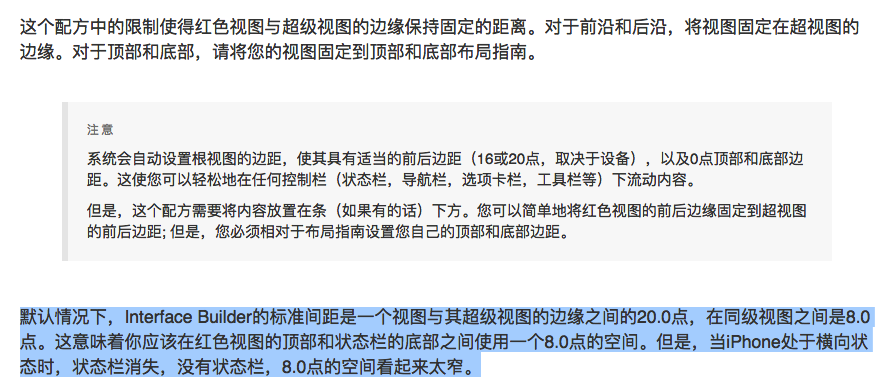 这个配方中的限制使得红色视图与超级视图的边缘保持固定的距离。对于前沿和后沿，将视图固定在超视图的
边缘。对于顶部和底部，请将您的视图固定到顶部和底部布局指南。
注意
系统会自动设置根视图的边距，使其具有适当的前后边距（16或20点，取决于设备），以及0点顶部和底部边
距。这使您可以轻松地在任何控制栏（状态栏，导航栏，选项卡栏，工具栏等）下流动内容。
但是，这个配方需要将内容放置在条（如果有的话）下方。您可以简单地将红色视图的前后边缘固定到超视图
的前后边距; 但是，您必须相对于布局指南设置您自己的顶部和底部边距。
默认情况下，Interface Builder的标准间距是一个视图与其超级视图的边缘之间的20.0点，在同级视图之间是8.0
点。这意味着你应该在红色视图的顶部和状态栏的底部之间使用一个8.0点的空间。但是，当iPhone处于横向状
态时，状态栏消失，没有状态栏，8.0点的空间看起来太窄。